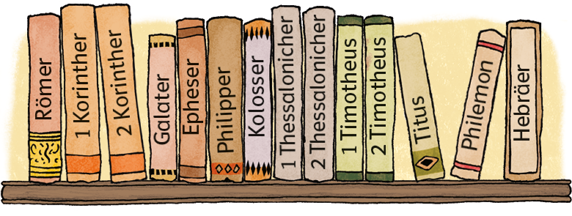 Römer
1 Korinther
2 Korinther
Galater
Epheser
Philipper
Kolosser
1 Thessalonicher
2 Thessalonicher
1 Timotheus
2 Timotheus
Titus
Philemon
Hebräer